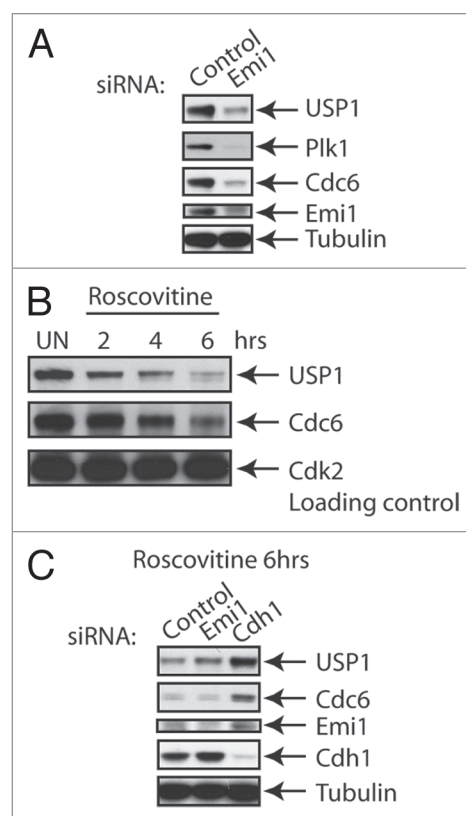 A
siRNA: Control Emi1
USP1
Plk1
Cdc6
Emi1
Tubulin
B
Roscovitine
UN 2 4 6 hrs
USP1
Cdc6
Cdk2
Loading control
C
Roscovitine 6hrs
siRNA: Control Emi1 Cdh1
USP1
Cdc6
Emi1
Cdh1
Tubulin